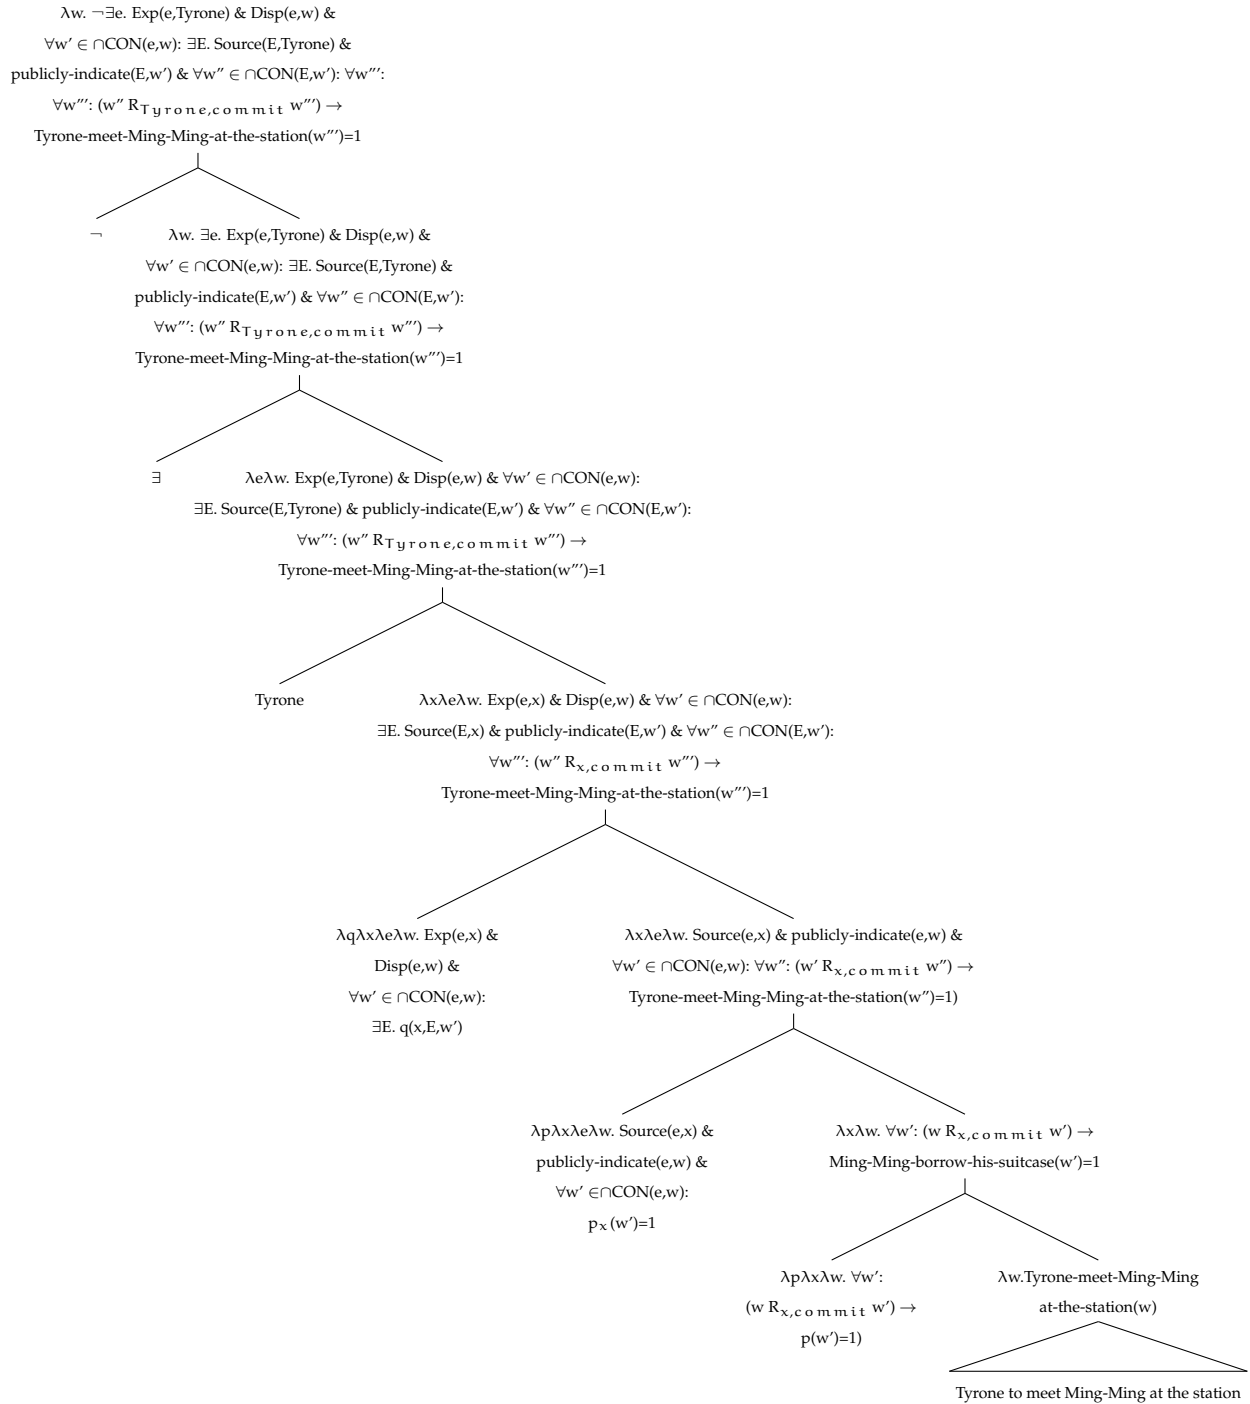 λw. ¬∃e. Exp(e,Tyrone) & Disp(e,w) &
∀w’ ∈ ∩CON(e,w): ∃E. Source(E,Tyrone) &
publicly-indicate(E,w’) & ∀w” ∈ ∩CON(E,w’): ∀w”’:
∀w”’: (w” R_Tyrone,commit w”’) →
Tyrone-meet-Ming-Ming-at-the-station(w”’)=1
¬
λw. ∃e. Exp(e,Tyrone) & Disp(e,w) &
∀w’ ∈ ∩CON(e,w): ∃E. Source(E,Tyrone) &
publicly-indicate(E,w’) & ∀w” ∈ ∩CON(E,w’):
∀w”’: (w” R_Tyrone,commit w”’) →
Tyrone-meet-Ming-Ming-at-the-station(w”’)=1
∃
λeλw. Exp(e,Tyrone) & Disp(e,w) & ∀w’ ∈ ∩CON(e,w):
∃E. Source(E,Tyrone) & publicly-indicate(E,w’) & ∀w” ∈ ∩CON(E,w’):
∀w”’: (w” R_Tyrone,commit w”’) →
Tyrone-meet-Ming-Ming-at-the-station(w”’)=1
Tyrone
λxλeλw. Exp(e,x) & Disp(e,w) & ∀w’ ∈ ∩CON(e,w):
∃E. Source(E,x) & publicly-indicate(E,w’) & ∀w” ∈ ∩CON(E,w’):
∀w”’: (w” R_x,commit w”’) →
Tyrone-meet-Ming-Ming-at-the-station(w”’)=1
λqλxλeλw. Exp(e,x) &
Disp(e,w) &
∀w’ ∈ ∩CON(e,w):
∃E. q(x,E,w’)
λxλeλw. Source(e,x) & publicly-indicate(e,w) &
∀w’ ∈ ∩CON(e,w): ∀w”: (w’ R_x,commit w”) →
Tyrone-meet-Ming-Ming-at-the-station(w”)=1)
λpλxλeλw. Source(e,x) &
publicly-indicate(e,w) &
∀w’ ∈∩CON(e,w):
p_x(w’)=1
λxλw. ∀w’: (w R_x,commit w’) →
Ming-Ming-borrow-his-suitcase(w’)=1
λpλxλw. ∀w’:
(w R_x,commit w’) →
p(w’)=1)
λw.Tyrone-meet-Ming-Ming
at-the-station(w)
Tyrone to meet Ming-Ming at the station